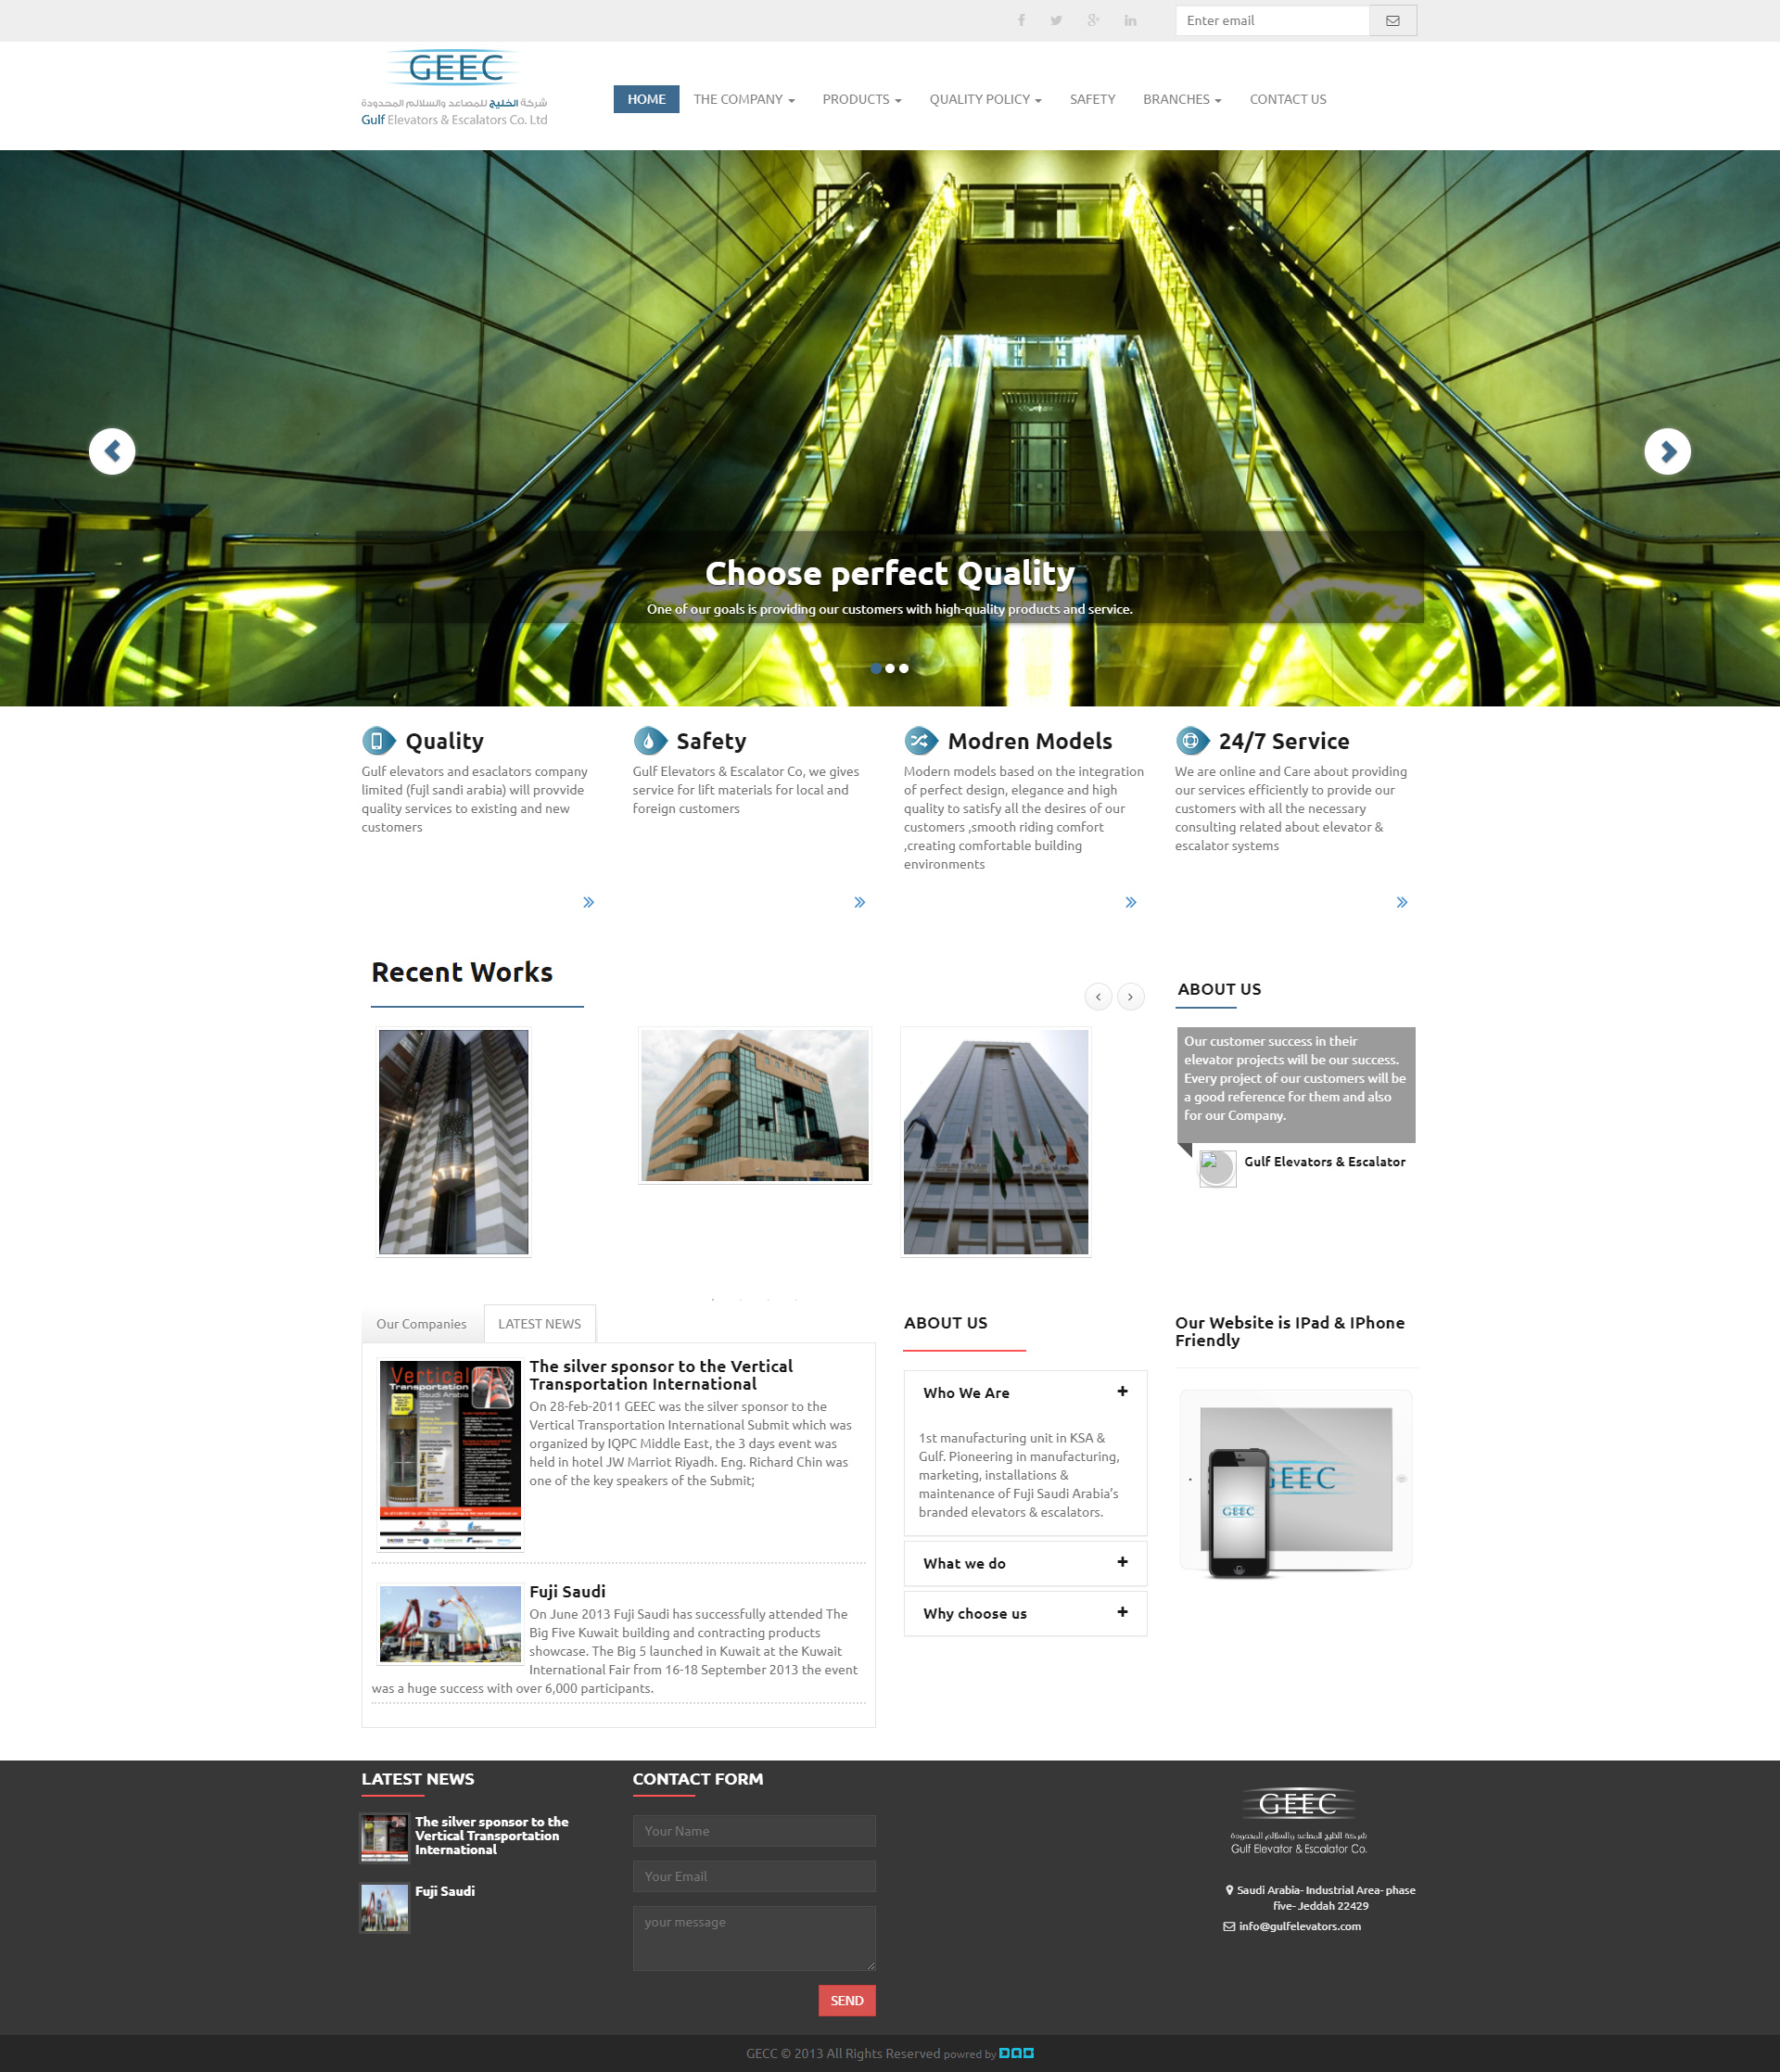 Enter email
GEEC
شركة الخليج للمصاعد والسلالم المحدودة
Gulf Elevators & Escalators Co. Ltd
HOME THE COMPANY PRODUCTS QUALITY POLICY SAFETY BRANCHES CONTACT US
Choose perfect Quality
One of our goals is providing our customers with high-quality products and service.
Quality
Gulf elevators and esaclators company
limited (fujl sandi arabia) will provvide
quality services to existing and new
customers
Safety
Gulf Elevators & Escalator Co, we gives
service for lift materials for local and
foreign customers
Modren Models
Modern models based on the integration
of perfect design, elegance and high
quality to satisfy all the desires of our
customers ,smooth riding comfort
,creating comfortable building
environments
24/7 Service
We are online and Care about providing
our services efficiently to provide our
customers with all the necessary
consulting related about elevator &
escalator systems
Recent Works
ABOUT US
Our customer success in their
elevator projects will be our success.
Every project of our customers will be
a good reference for them and also
for our Company.
Gulf Elevators & Escalator
Our Companies LATEST NEWS
Vertical
Transportation
Saudi Arabia
The silver sponsor to the Vertical
Transportation International
On 28-feb-2011 GEEC was the silver sponsor to the
Vertical Transportation International Submit which was
organized by IQPC Middle East, the 3 days event was
held in hotel JW Marriot Riyadh. Eng. Richard Chin was
one of the key speakers of the Submit;
Fuji Saudi
On June 2013 Fuji Saudi has successfully attended The
Big Five Kuwait building and contracting products
showcase. The Big 5 launched in Kuwait at the Kuwait
International Fair from 16-18 September 2013 the event
was a huge success with over 6,000 participants.
ABOUT US
Who We Are
1st manufacturing unit in KSA &
Gulf. Pioneering in manufacturing,
marketing, installations &
maintenance of Fuji Saudi Arabia’s
branded elevators & escalators.
What we do
Why choose us
Our Website is IPad & IPhone
Friendly
GEEC
GEEC
LATEST NEWS
The silver sponsor to the
Vertical Transportation
International
Fuji Saudi
CONTACT FORM
Your Name
Your Email
your message
SEND
GEEC
شركة الخليج للمصاعد والسلالم المحدودة
Gulf Elevator & Escalator Co.
Saudi Arabia- Industrial Area- phase
five- Jeddah 22429
info@gulfelevators.com
GECC © 2013 All Rights Reserved powered by